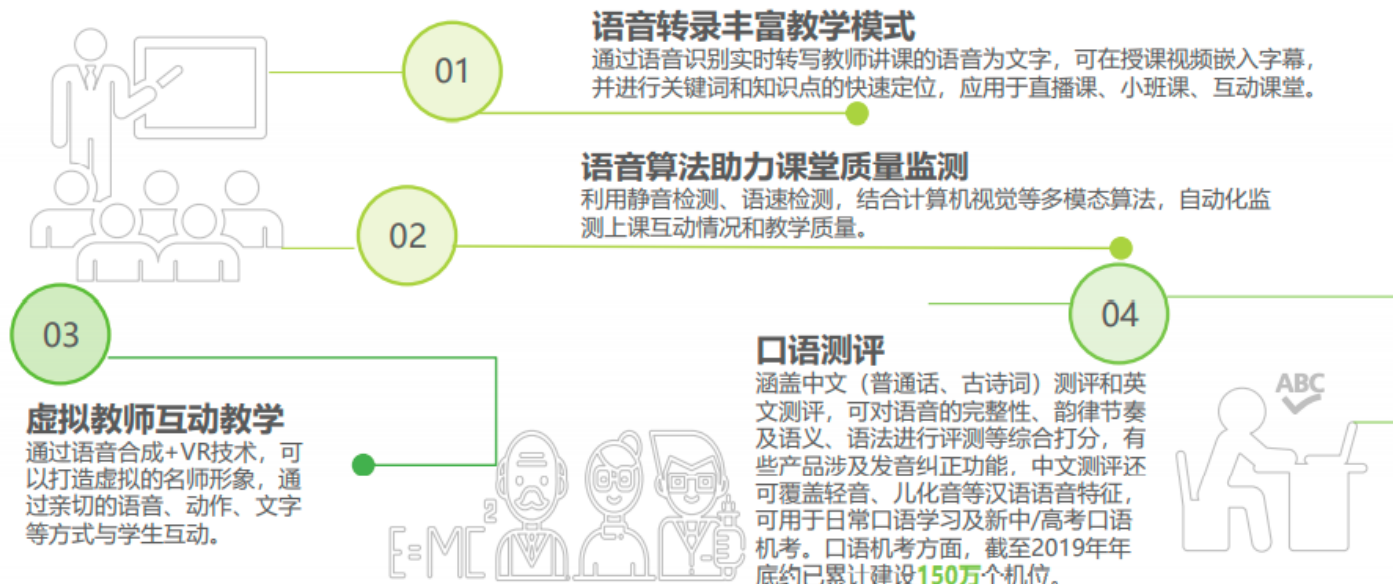 01
语音转录丰富教学模式
通过语音识别实时转写教师讲课的语音为文字，可在授课视频嵌入字幕，
并进行关键词和知识点的快速定位，应用于直播课、小班课、互动课堂。
02
语音算法助力课堂质量监测
利用静音检测、语速检测，结合计算机视觉等多模态算法，自动化监
测上课互动情况和教学质量。
03
虚拟教师互动教学
通过语音合成+VR技术，可
以打造虚拟的名师形象，通
过亲切的语音、动作、文字
等方式与学生互动。
E=MC²
04
口语测评
涵盖中文（普通话、古诗词）测评和英
文测评，可对语音的完整性、韵律节奏
及语义、语法进行评测等综合打分，有
些产品涉及发音纠正功能，中文测评还
可覆盖轻音、儿化音等汉语语音特征，
可用于日常口语学习及新中/高考口语
机考。口语机考方面，截至2019年年
底约已累计建设150万个机位。
ABC